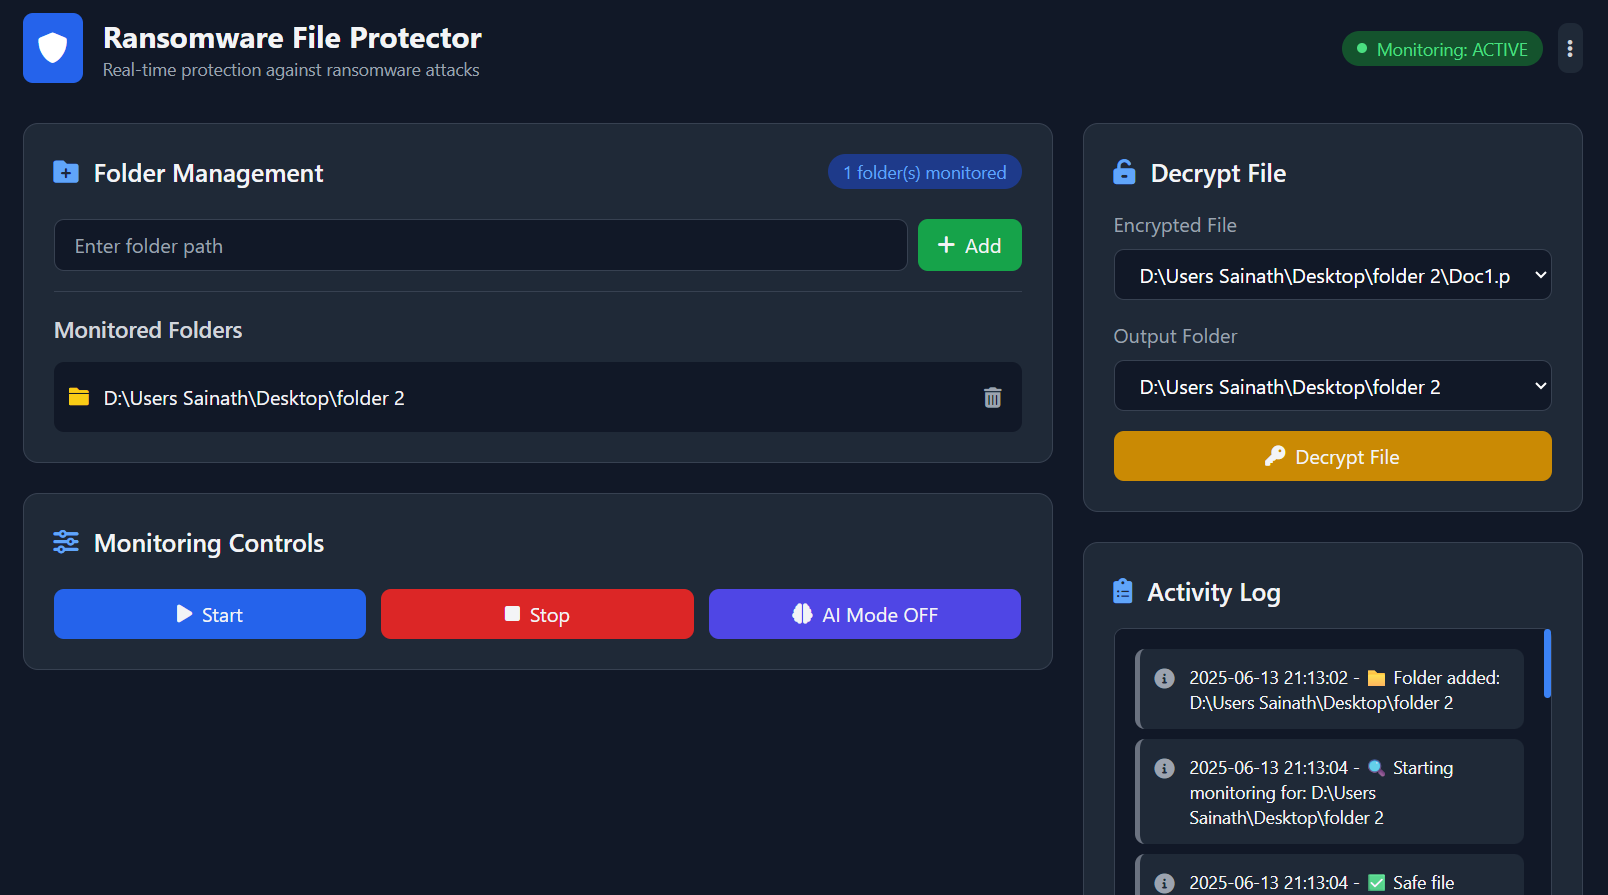 Ransomware File Protector
Real-time protection against ransomware attacks
Monitoring: ACTIVE
Folder Management
1 folder(s) monitored
Enter folder path
Add
Monitored Folders
D:\Users Sainath\Desktop\folder 2
Monitoring Controls
Start
Stop
AI Mode OFF
Decrypt File
Encrypted File
D:\Users Sainath\Desktop\folder 2\Doc1.p
Output Folder
D:\Users Sainath\Desktop\folder 2
Decrypt File
Activity Log
2025-06-13 21:13:02 - 📁 Folder added:
D:\Users Sainath\Desktop\folder 2
2025-06-13 21:13:04 - 🔍 Starting
monitoring for: D:\Users
Sainath\Desktop\folder 2
2025-06-13 21:13:04 - ✅ Safe file